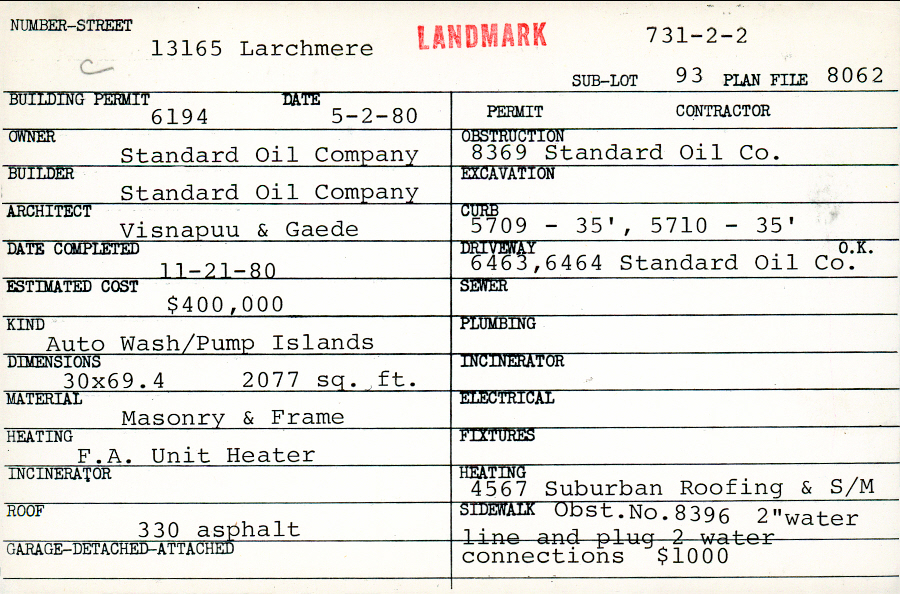 NUMBER-STREET
13165 Larchmere LANDMARK 731-2-2
SUB-LOT 93 PLAN FILE 8062
BUILDING PERMIT DATE
6194 5-2-80
OWNER
Standard Oil Company
BUILDER
Standard Oil Company
ARCHITECT
Visnapuu & Gaede
DATE COMPLETED
11-21-80
ESTIMATED COST
$400,000
KIND
Auto Wash/Pump Islands
DIMENSIONS
30x69.4 2077 sq. ft.
MATERIAL
Masonry & Frame
HEATING
F.A. Unit Heater
INCINERATOR
ROOF
330 asphalt
GARAGE-DETACHED-ATTACHED
PERMIT CONTRACTOR
OBSTRUCTION
8369 Standard Oil Co.
EXCAVATION
CURB
5709 - 35', 5710 - 35'
DRIVEWAY O.K.
6463,6464 Standard Oil Co.
SEWER
PLUMBING
INCINERATOR
ELECTRICAL
FIXTURES
HEATING
4567 Suburban Roofing & S/M
SIDEWALK Obst.No.8396 2"water
line and plug 2 water
connections $1000